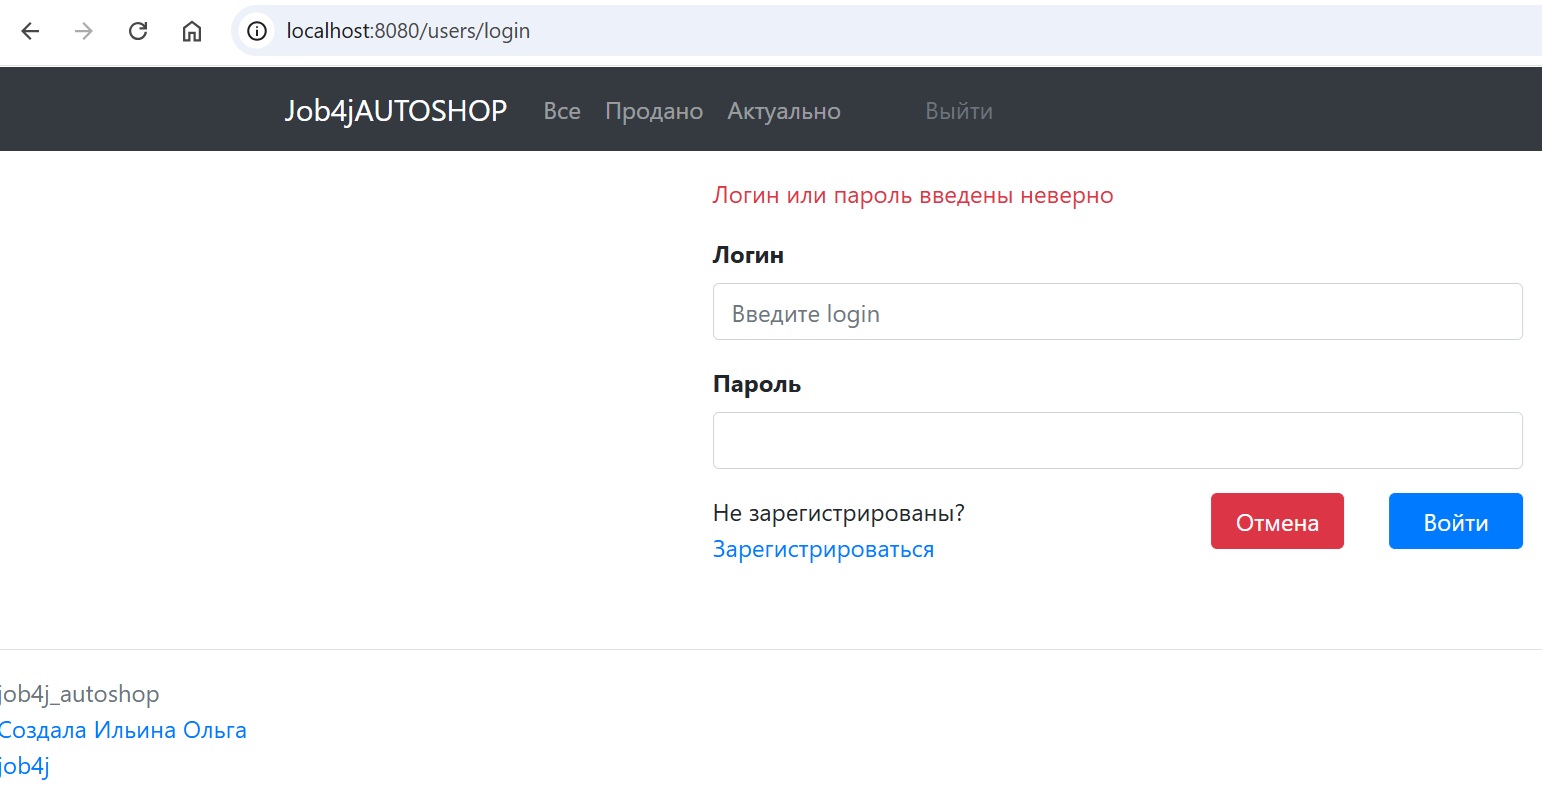 localhost:8080/users/login
Job4jAUTOSHOP Все Продано Актуально Выйти
Логин или пароль введены неверно
Логин
Введите login
Пароль
Не зарегистрированы?
Зарегистрироваться
Отмена Войти
job4j_autoshop
Создала Ильина Ольга
job4j